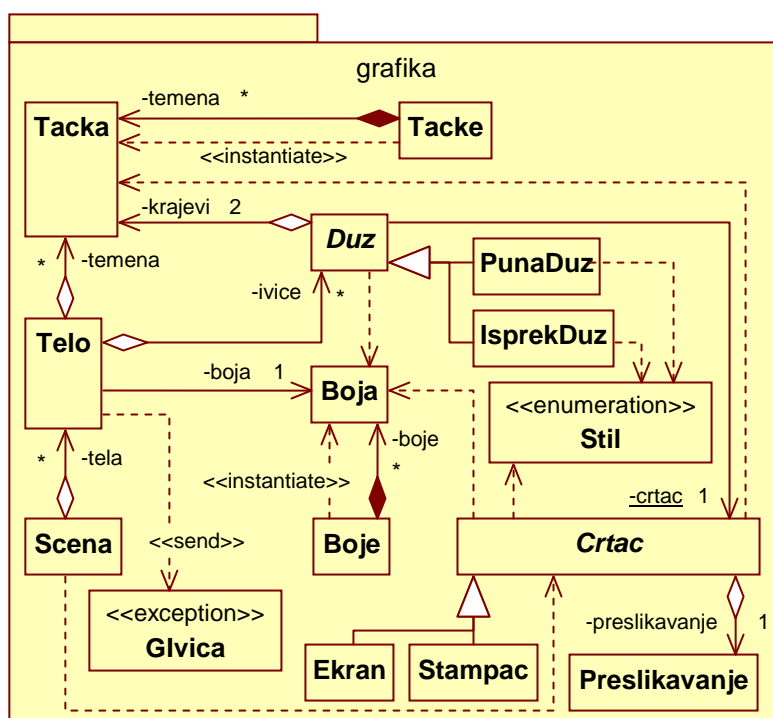 grafika
-temena *
Tacka
Tacke
<<instantiate>>
-krajevi 2
Duz
* -temena
PunaDuz
-ivice *
IsprekDuz
Telo
-boja 1
Boja
<<enumeration>>
Stil
-boje
* -tela
*
<<instantiate>>
-crtac 1
Scena
<<send>>
Boje
Crtac
<<exception>>
GIvica
-preslikavanje 1
Ekran
Stampac
Preslikavanje